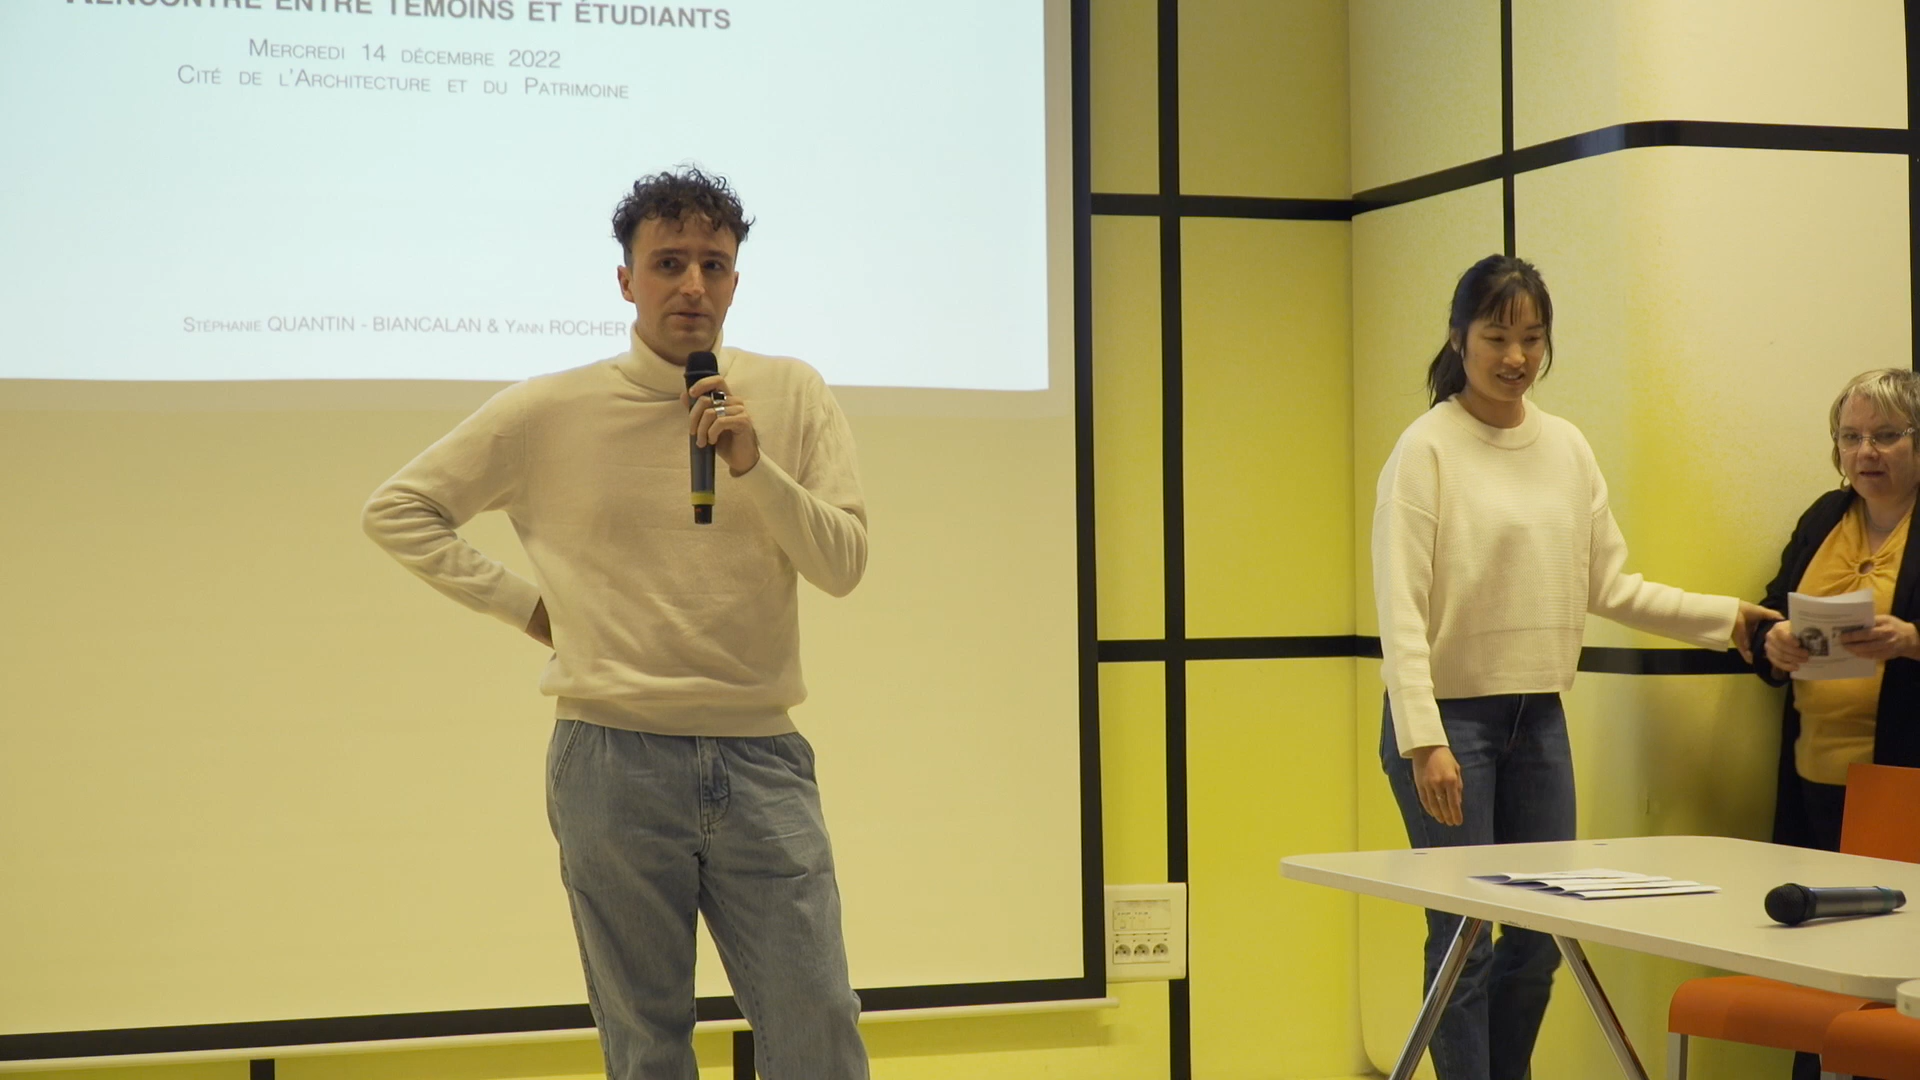 RENCONTRE ENTRE TÉMOINS ET ÉTUDIANTS
MERCREDI 14 DÉCEMBRE 2022
CITÉ DE L'ARCHITECTURE ET DU PATRIMOINE
STÉPHANIE QUANTIN - BIANCALAN & YANN ROCHER